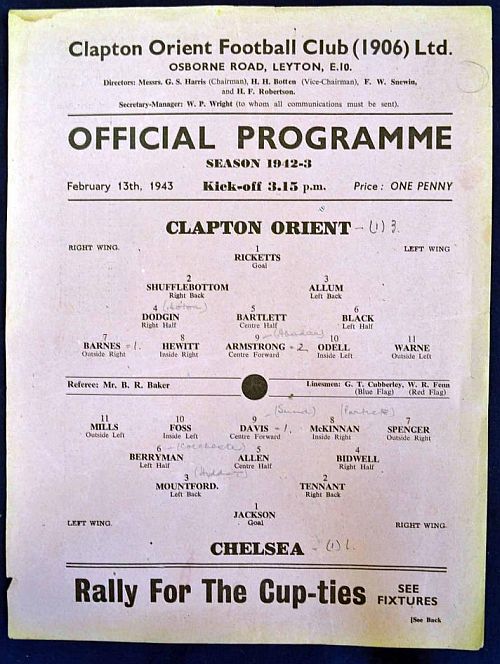 Clapton Orient Football Club (1906) Ltd.
OSBORNE ROAD, LEYTON, E.10.
Directors: Messrs. G. S. Harris (Chairman), H. H. Botten (Vice-Chairman), F. W. Snewin,
and H. F. Robertson.
Secretary-Manager: W. P. Wright (to whom all communications must be sent).
OFFICIAL PROGRAMME
SEASON 1942-3
February 13th, 1943 Kick-off 3.15 p.m. Price: ONE PENNY
CLAPTON ORIENT - (1) 3.
RIGHT WING. LEFT WING
1
RICKETTS
Goal
2 3
SHUFFLEBOTTOM ALLUM
Right Back Left Back
4 5 6
DODGIN BARTLETT BLACK
Right Half Centre Half Left Half
7 8 9 10 11
BARNES - 1. HEWITT ARMSTRONG - 2 ODELL WARNE
Outside Right Inside Right Centre Forward Inside Left Outside Left
Referee: Mr. B. R. Baker Linesmen: G. T. Cubberley, W. R. Fenn
(Blue Flag) (Red Flag)
11 10 9 8 7
MILLS FOSS DAVIS - 1. McKINNAN SPENCER
Outside Left Inside Left Centre Forward Inside Right Outside Right
6 5 4
BERRYMAN ALLEN BIDWELL
Left Half Centre Half Right Half
3 2
MOUNTFORD. TENNANT
Left Back Right Back
1
JACKSON
Goal
LEFT WING. RIGHT WING.
CHELSEA - (1) 1.
Rally For The Cup-ties SEE
FIXTURES
[See Back